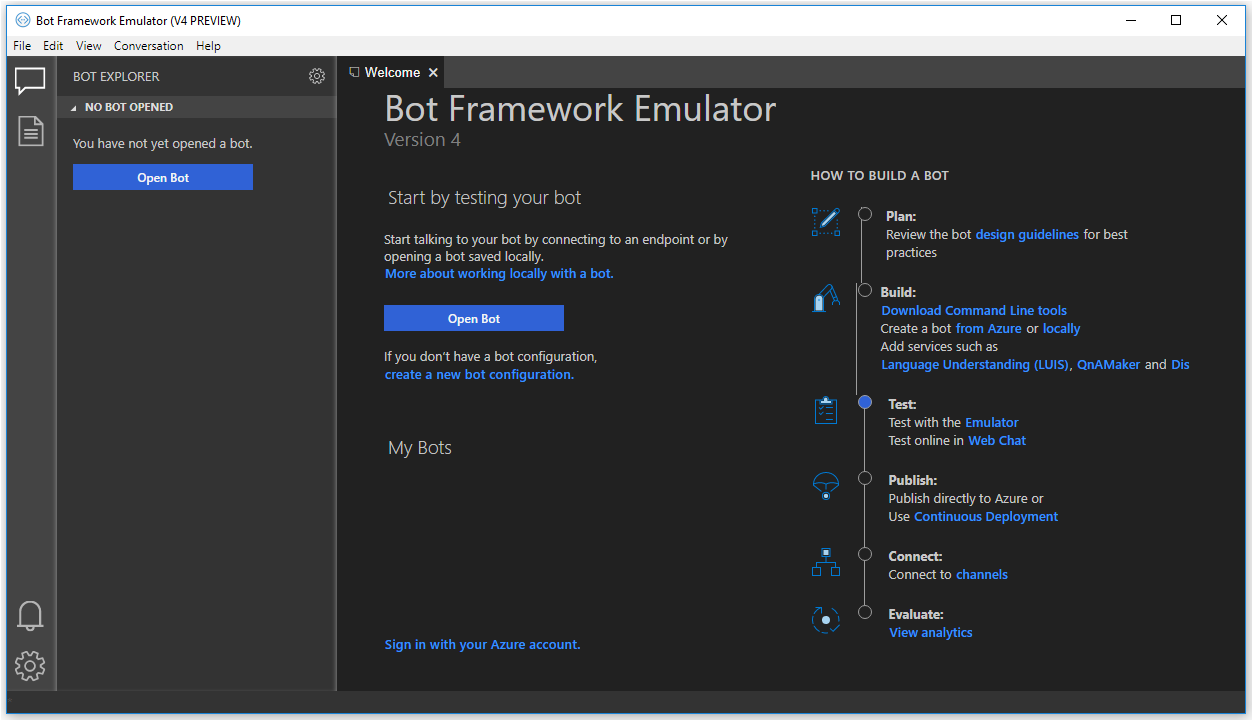 Bot Framework Emulator (V4 PREVIEW)
File Edit View Conversation Help
BOT EXPLORER
NO BOT OPENED
You have not yet opened a bot.
Open Bot
Welcome
Bot Framework Emulator
Version 4
Start by testing your bot
Start talking to your bot by connecting to an endpoint or by
opening a bot saved locally.
More about working locally with a bot.
Open Bot
If you don't have a bot configuration,
create a new bot configuration.
My Bots
Sign in with your Azure account.
HOW TO BUILD A BOT
Plan:
Review the bot design guidelines for best
practices
Build:
Download Command Line tools
Create a bot from Azure or locally
Add services such as
Language Understanding (LUIS), QnAMaker and Dis
Test:
Test with the Emulator
Test online in Web Chat
Publish:
Publish directly to Azure or
Use Continuous Deployment
Connect:
Connect to channels
Evaluate:
View analytics